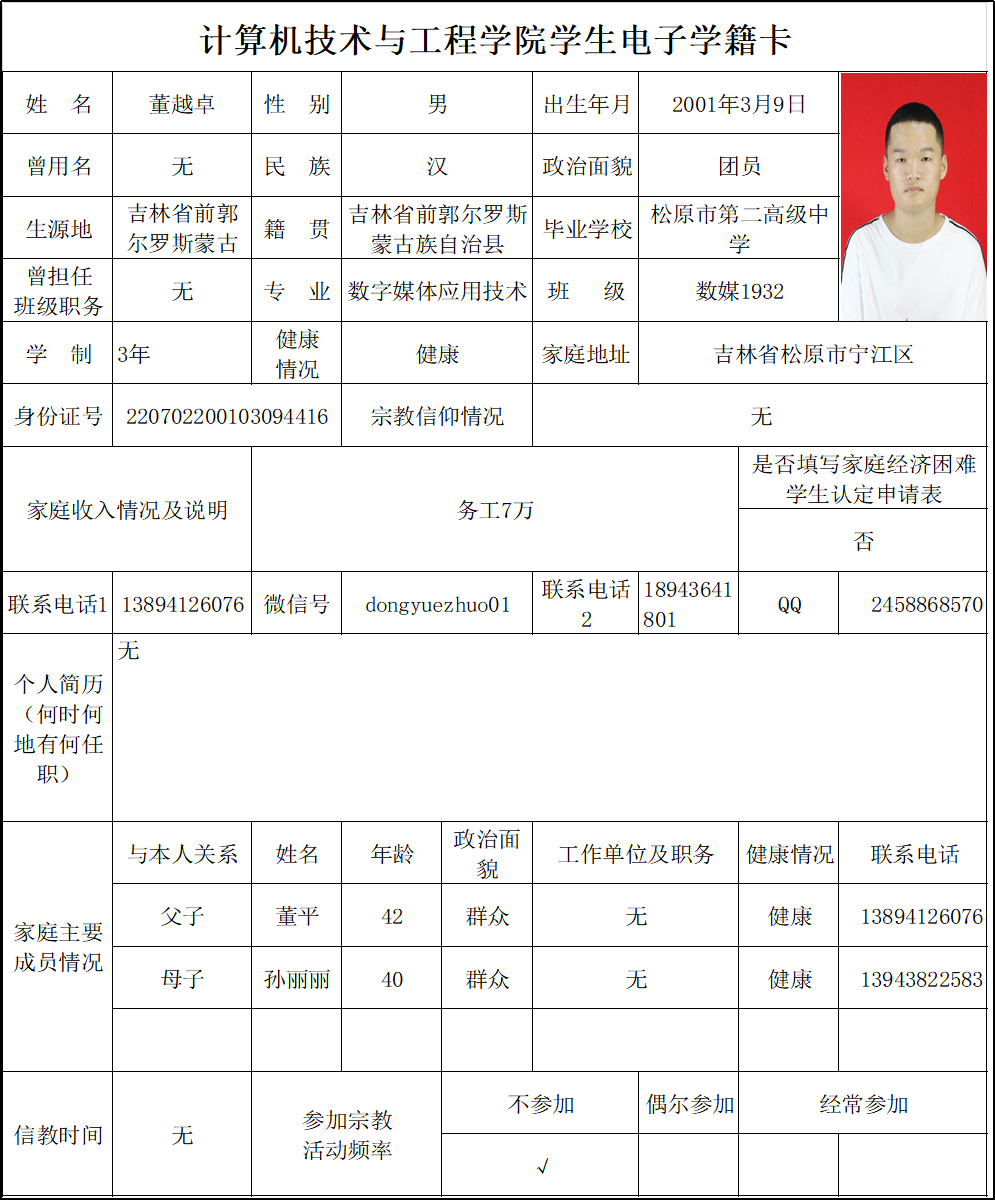 计算机技术与工程学院学生电子学籍卡
姓 名 董越卓 性 别 男 出生年月 2001年3月9日
曾用名 无 民 族 汉 政治面貌 团员
生源地 吉林省前郭
尔罗斯蒙古 籍 贯 吉林省前郭尔罗斯
蒙古族自治县 毕业学校 松原市第二高级中
学
曾担任
班级职务 无 专 业 数字媒体应用技术 班 级 数媒1932
学 制 3年 健康
情况 健康 家庭地址 吉林省松原市宁江区
身份证号 220702200103094416 宗教信仰情况 无
家庭收入情况及说明 务工7万 是否填写家庭经济困难
学生认定申请表
否
联系电话1 13894126076 微信号 dongyuezhuo01 联系电话
2 18943641
801 QQ 2458868570
个人简历
（何时何
地有何任
职） 无
家庭主要
成员情况 与本人关系 姓名 年龄 政治面
貌 工作单位及职务 健康情况 联系电话
父子 董平 42 群众 无 健康 13894126076
母子 孙丽丽 40 群众 无 健康 13943822583
信教时间 无 参加宗教
活动频率 不参加 偶尔参加 经常参加
√